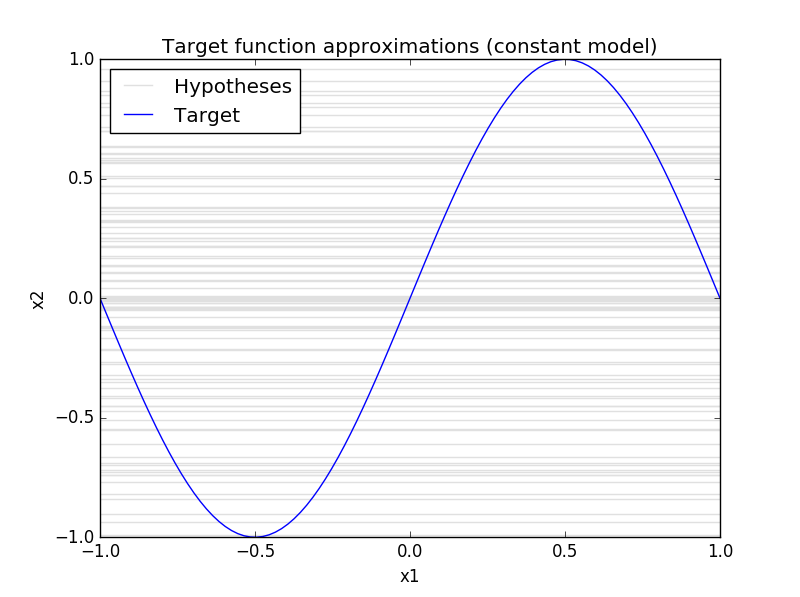 Target function approximations (constant model)
Hypotheses
Target
1.0
0.5
0.0
−0.5
−1.0
x2
−1.0 −0.5 0.0 0.5 1.0
x1